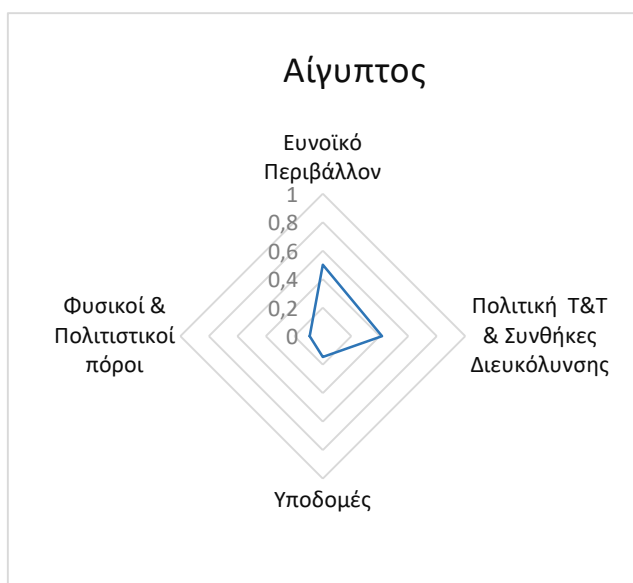 Αίγυπτος
Ευνοϊκό
Περιβάλλον
1
0,8
0,6
0,4
0,2
0
Φυσικοί &
Πολιτιστικοί
πόροι
Πολιτική Τ&Τ
& Συνθήκες
Διευκόλυνσης
Υποδομές